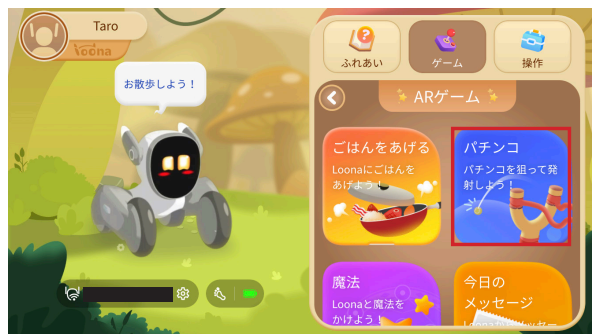 Taro
Loona
お散歩しよう！
ふれあい
ゲーム
操作
ARゲーム
ごはんをあげる
Loonaにごはんを
あげよう！
パチンコ
パチンコを狙って発
射しよう！
魔法
Loonaと魔法を
かけよう！
今日の
メッセージ